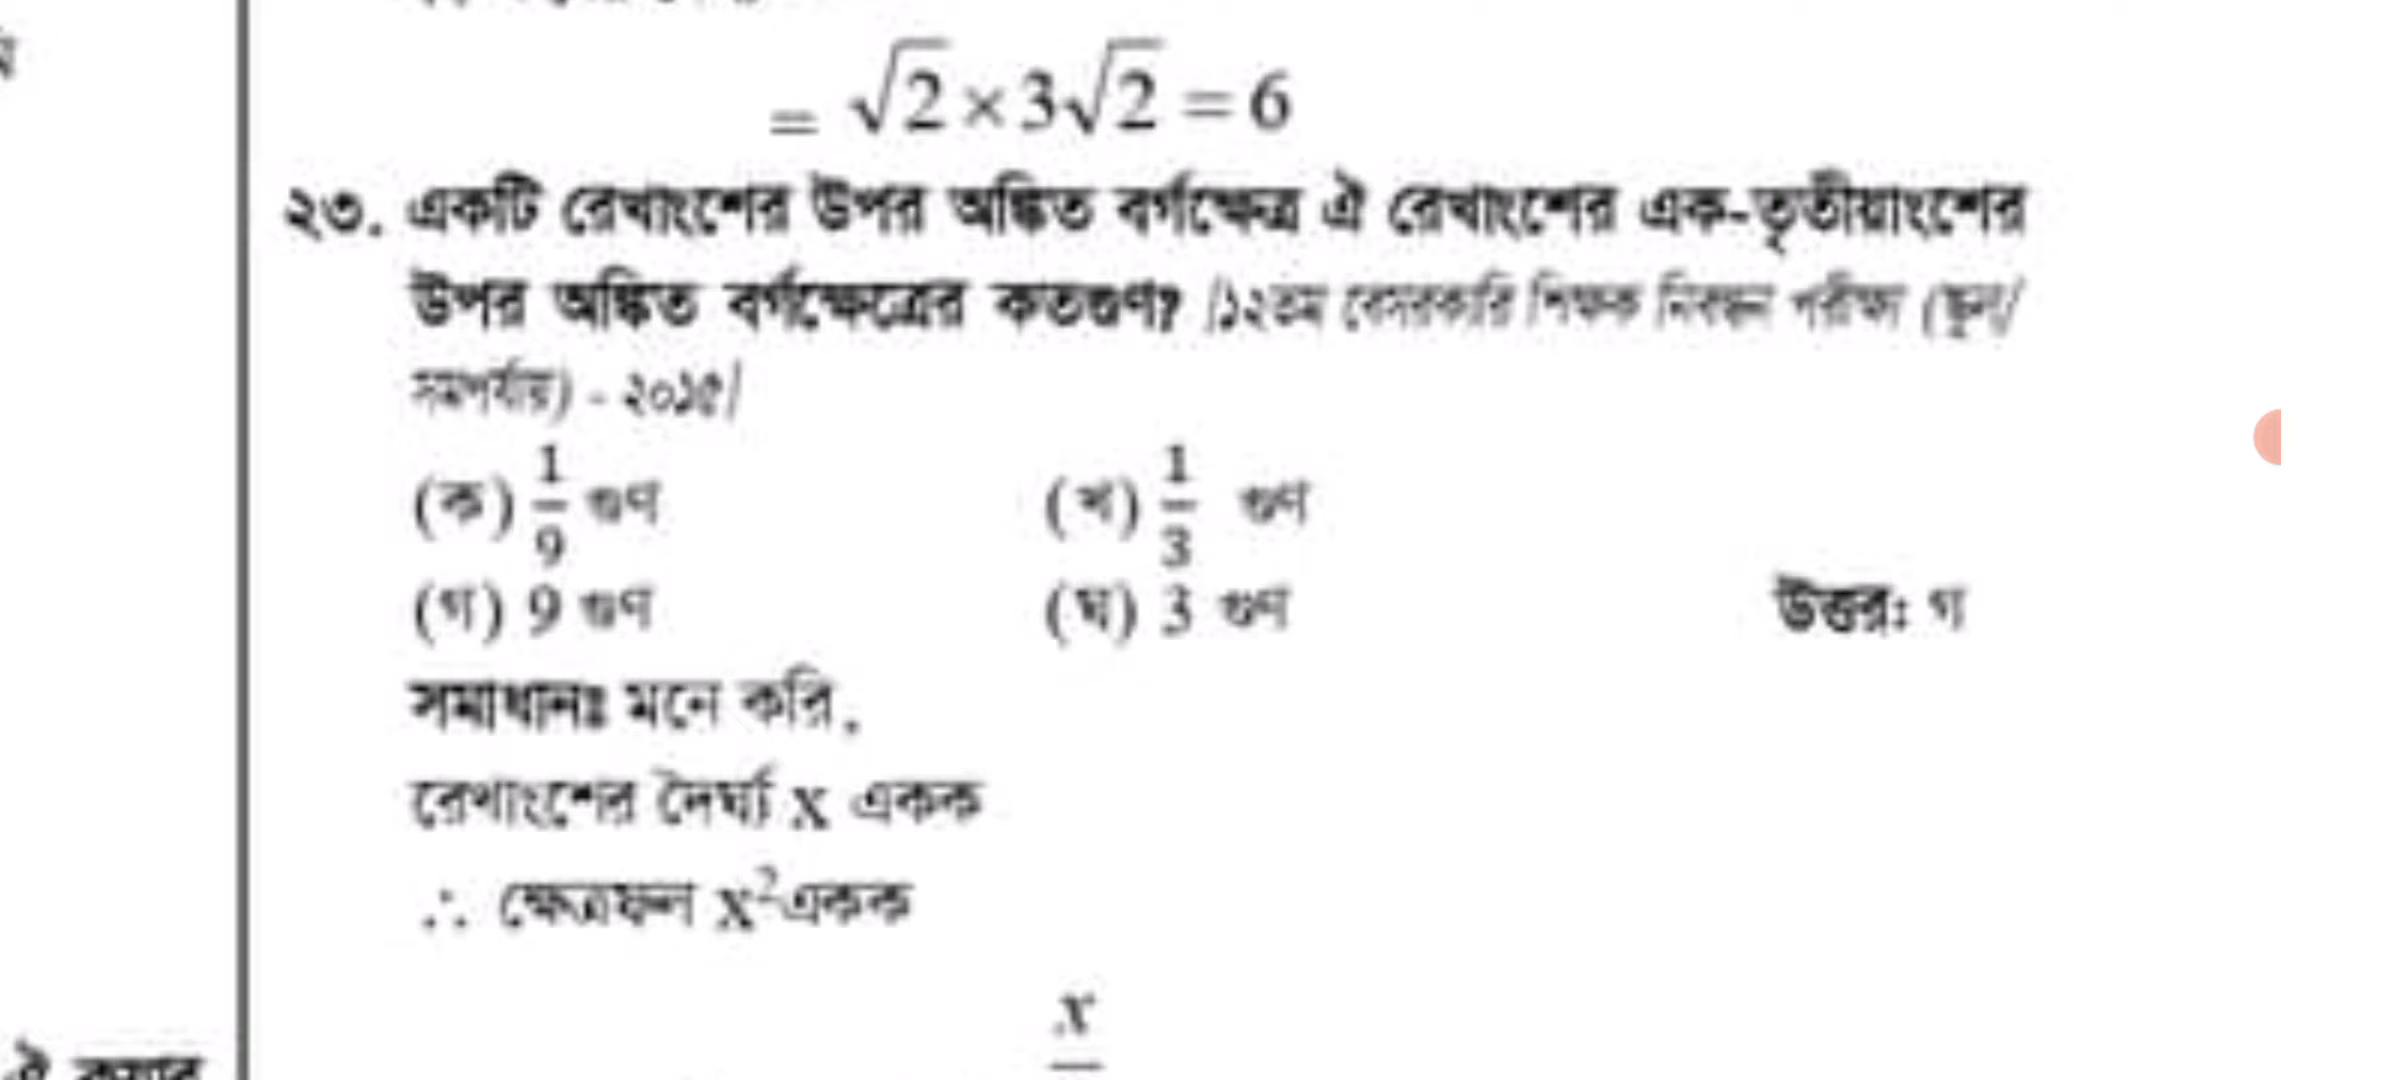 = √2 × 3√2 = 6
২৩. একটি রেখাংশের উপর অঙ্কিত বর্গক্ষেত্র ঐ রেখাংশের এক-তৃতীয়াংশের
উপর অঙ্কিত বর্গক্ষেত্রের কতগুণ? [১২তম বেসরকারি শিক্ষক নিবন্ধন পরীক্ষা (স্কুল/
সমপর্যায়) - ২০১৫]
(ক) 1/9 গুণ (খ) 1/3 গুণ
(গ) 9 গুণ (ঘ) 3 গুণ উত্তরঃ গ
সমাধানঃ মনে করি,
রেখাংশের দৈর্ঘ্য x একক
∴ ক্ষেত্রফল x² একক
x